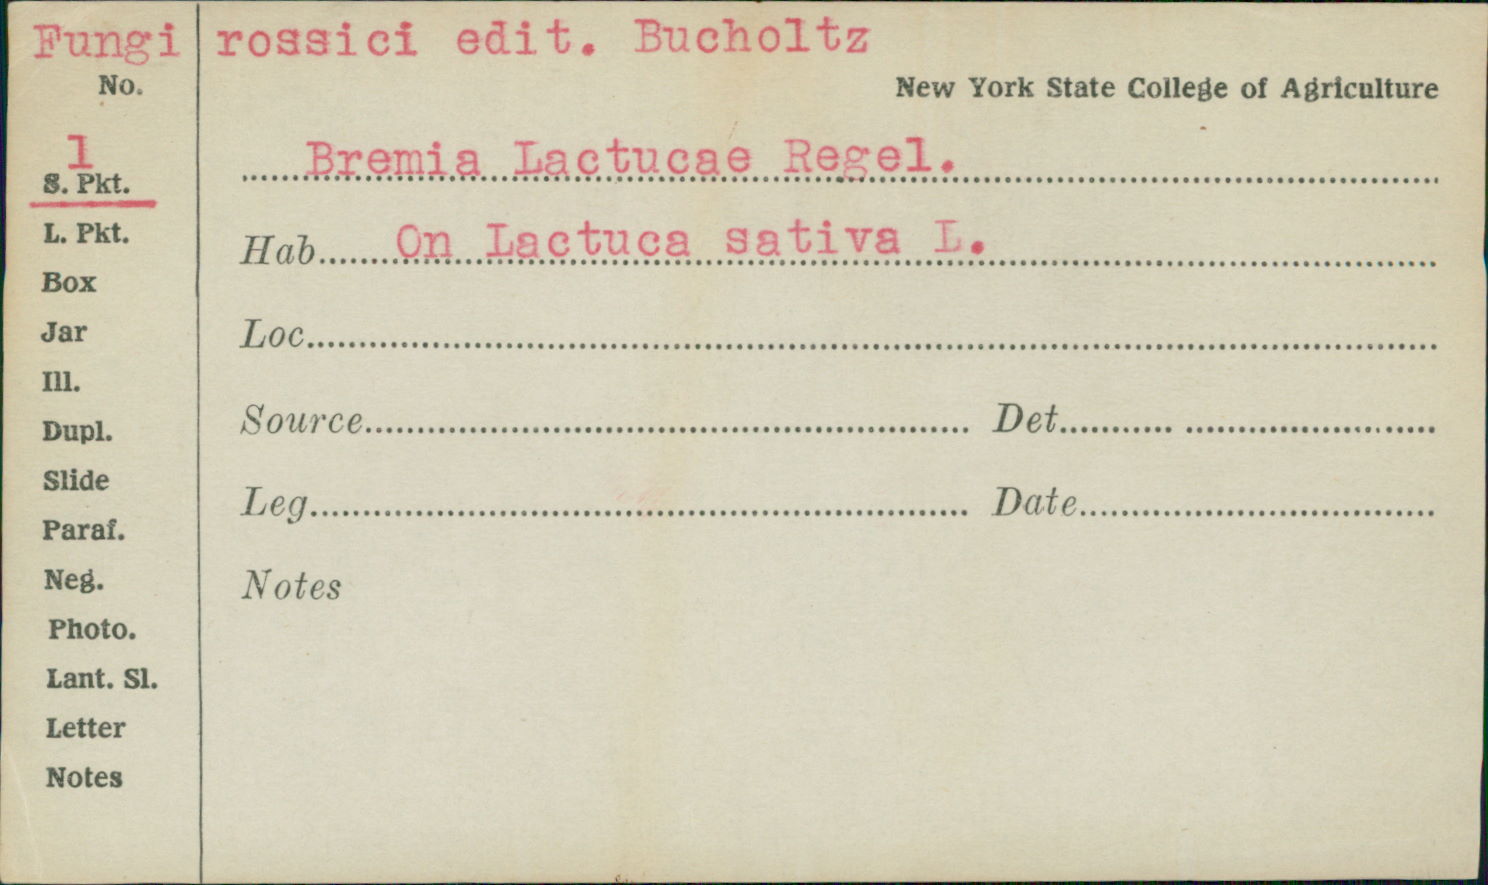 Fungi rossici edit. Bucholtz
No.
New York State College of Agriculture
1
Bremia Lactucae Regel.
S. Pkt.
L. Pkt.
Hab. On Lactuca sativa L.
Box
Jar
Loc.
Ill.
Dupl.
Source Det.
Slide
Leg. Date
Paraf.
Neg.
Notes
Photo.
Lant. Sl.
Letter
Notes